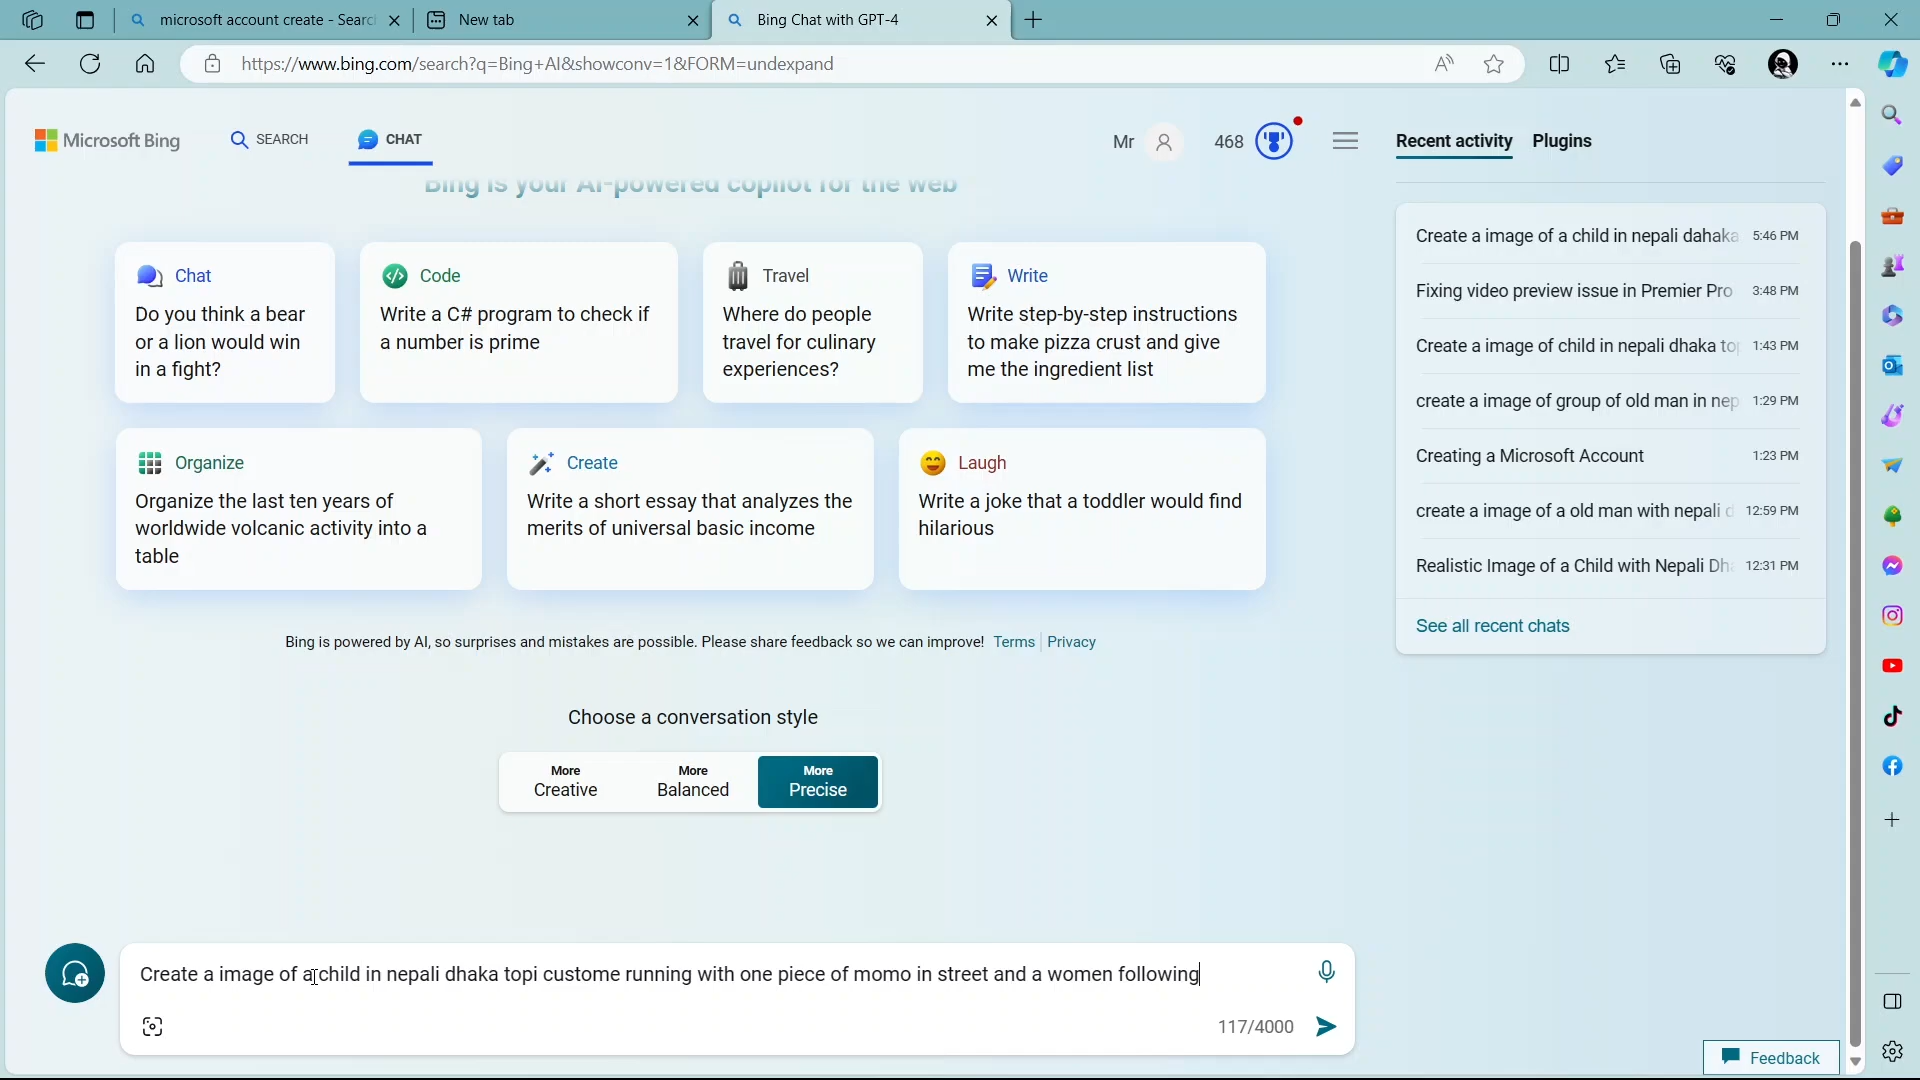 microsoft account create - Searc
New tab
Bing Chat with GPT-4
https://www.bing.com/search?q=Bing+AI&showconv=1&FORM=undexpand
Microsoft Bing
SEARCH
CHAT
Mr
468
Recent activity
Plugins
Bing is your AI-powered copilot for the web
Chat
Do you think a bear
or a lion would win
in a fight?
Code
Write a C# program to check if
a number is prime
Travel
Where do people
travel for culinary
experiences?
Write
Write step-by-step instructions
to make pizza crust and give
me the ingredient list
Organize
Organize the last ten years of
worldwide volcanic activity into a
table
Create
Write a short essay that analyzes the
merits of universal basic income
Laugh
Write a joke that a toddler would find
hilarious
Bing is powered by AI, so surprises and mistakes are possible. Please share feedback so we can improve! Terms Privacy
Choose a conversation style
More
Creative
More
Balanced
More
Precise
Create a image of a child in nepali dhaka topi custome running with one piece of momo in street and a women following
117/4000
Create a image of a child in nepali dahaka 5:46 PM
Fixing video preview issue in Premier Pro 3:48 PM
Create a image of child in nepali dhaka top 1:43 PM
create a image of group of old man in nep 1:29 PM
Creating a Microsoft Account 1:23 PM
create a image of a old man with nepali d 12:59 PM
Realistic Image of a Child with Nepali Dha 12:31 PM
See all recent chats
Feedback